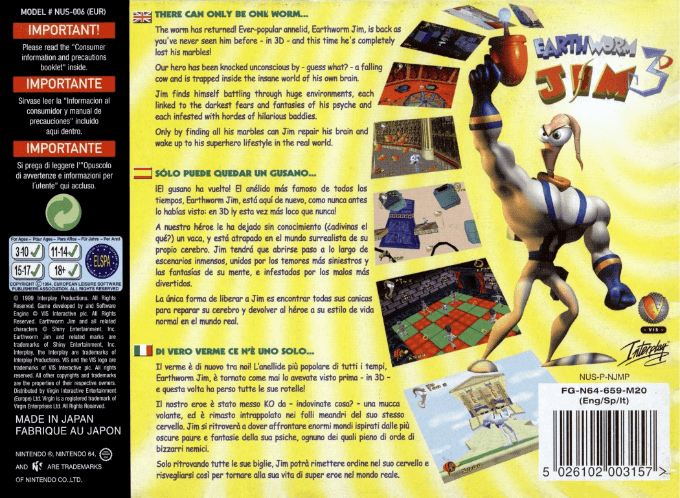 MODEL # NUS-006 (EUR)
IMPORTANT!
Please read the "Consumer
information and precautions
booklet" inside.
IMPORTANTE
Sirvase leer la "Informacion al
consumidor y manual de
precauciones" incluido
aqui dentro.
IMPORTANTE
Si prega di leggere l'"Opuscolo
di avvertenze e informazioni per
l'utente" qui accluso.
For Ages - Pour Ages - Para Años - Für Jahre - Per Anni
3-10 11-14
15-17 18+
ELSPA
COPYRIGHT © 1994, EUROPEAN LEISURE SOFTWARE
PUBLISHERS ASSOCIATION. ALL RIGHTS RESERVED
© 1999 Interplay Productions. All Rights
Reserved. Game developed by and Software
Engine © VIS Interactive plc. All rights
Reserved. Earthworm Jim and all related
characters © Shiny Entertainment, Inc.
Earthworm Jim and related marks are
trademarks of Shiny Entertainment, Inc.
Interplay, the Interplay are trademarks of
Interplay Productions. VIS and the VIS logo are
trademarks of VIS Interactive plc. All rights
reserved. All other copyrights and trademarks
are the properties of their respective owners.
Distributed by Virgin Interactive Entertainment
(Europe) Ltd. Virgin is a registered trademark of
Virgin Enterprises Ltd. All Rights Reserved.
MADE IN JAPAN
FABRIQUE AU JAPON
NINTENDO ®, NINTENDO 64,
AND N ARE TRADEMARKS
OF NINTENDO CO.,LTD.
THERE CAN ONLY BE ONE WORM...
The worm has returned! Ever-popular annelid, Earthworm Jim, is back as
you've never seen him before - in 3D - and this time he's completely
lost his marbles!
Our hero has been knocked unconscious by - guess what? - a falling
cow and is trapped inside the insane world of his own brain.
Jim finds himself battling through huge environments, each
linked to the darkest fears and fantasies of his psyche and
each infested with hordes of hilarious baddies.
Only by finding all his marbles can Jim repair his brain and
wake up to his superhero lifestyle in the real world.
SÓLO PUEDE QUEDAR UN GUSANO...
¡El gusano ha vuelto! El anélido más famoso de todos los
tiempos, Earthworm Jim, está aquí de nuevo, como nunca antes
lo habías visto: en 3D ¡y esta vez más loco que nunca!
A nuestro héroe le ha dejado sin conocimiento (¿adivinas el
qué?) un vaca, y está atrapado en el mundo surrealista de su
propio cerebro. Jim tendrá que abrirse paso a lo largo de
escenarios inmensos, unidos por los temores más siniestros y
las fantasías de su mente, e infestados por los malos más
divertidos.
La única forma de liberar a Jim es encontrar todas sus canicas
para reparar su cerebro y devolver al héroe a su estilo de vida
normal en el mundo real.
DI VERO VERME CE N'È UNO SOLO...
Il verme è di nuovo tra noi! L'anellide più popolare di tutti i tempi,
Earthworm Jim, è tornato come mai lo avevate visto prima - in 3D -
e questa volta ha perso tutte le sue rotelle!
Il nostro eroe è stato messo KO da - indovinate cosa? - una mucca
volante, ed è rimasto intrappolato nei folli meandri del suo stesso
cervello. Jim si ritroverà a dover affrontare enormi mondi ispirati dalle più
oscure paure e fantasie della sua psiche, ognuno dei quali pieno di orde di
bizzarri nemici.
Solo ritrovando tutte le sue biglie, Jim potrà rimettere ordine nel suo cervello e
risvegliarsi così per tornare alla sua vita di super eroe nel mondo reale.
EARTHWORM
JIM 3D
VIS
Interplay
NUS-P-NJMP
FG-N64-659-M20
(Eng/Sp/It)
5 026102 003157 >